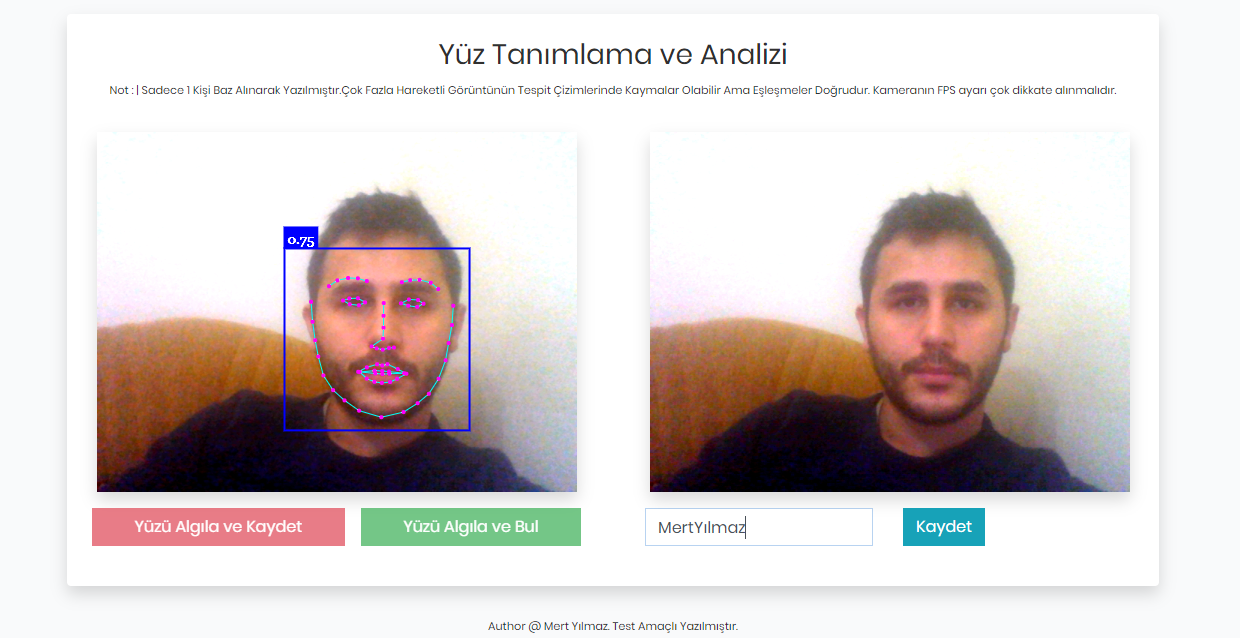 Yüz Tanımlama ve Analizi
Not : | Sadece 1 Kişi Baz Alınarak Yazılmıştır.Çok Fazla Hareketli Görüntünün Tespit Çizimlerinde Kaymalar Olabilir Ama Eşleşmeler Doğrudur. Kameranın FPS ayarı çok dikkate alınmalıdır.
0.75
Yüzü Algıla ve Kaydet
Yüzü Algıla ve Bul
MertYılmaz
Kaydet
Author @ Mert Yılmaz. Test Amaçlı Yazılmıştır.